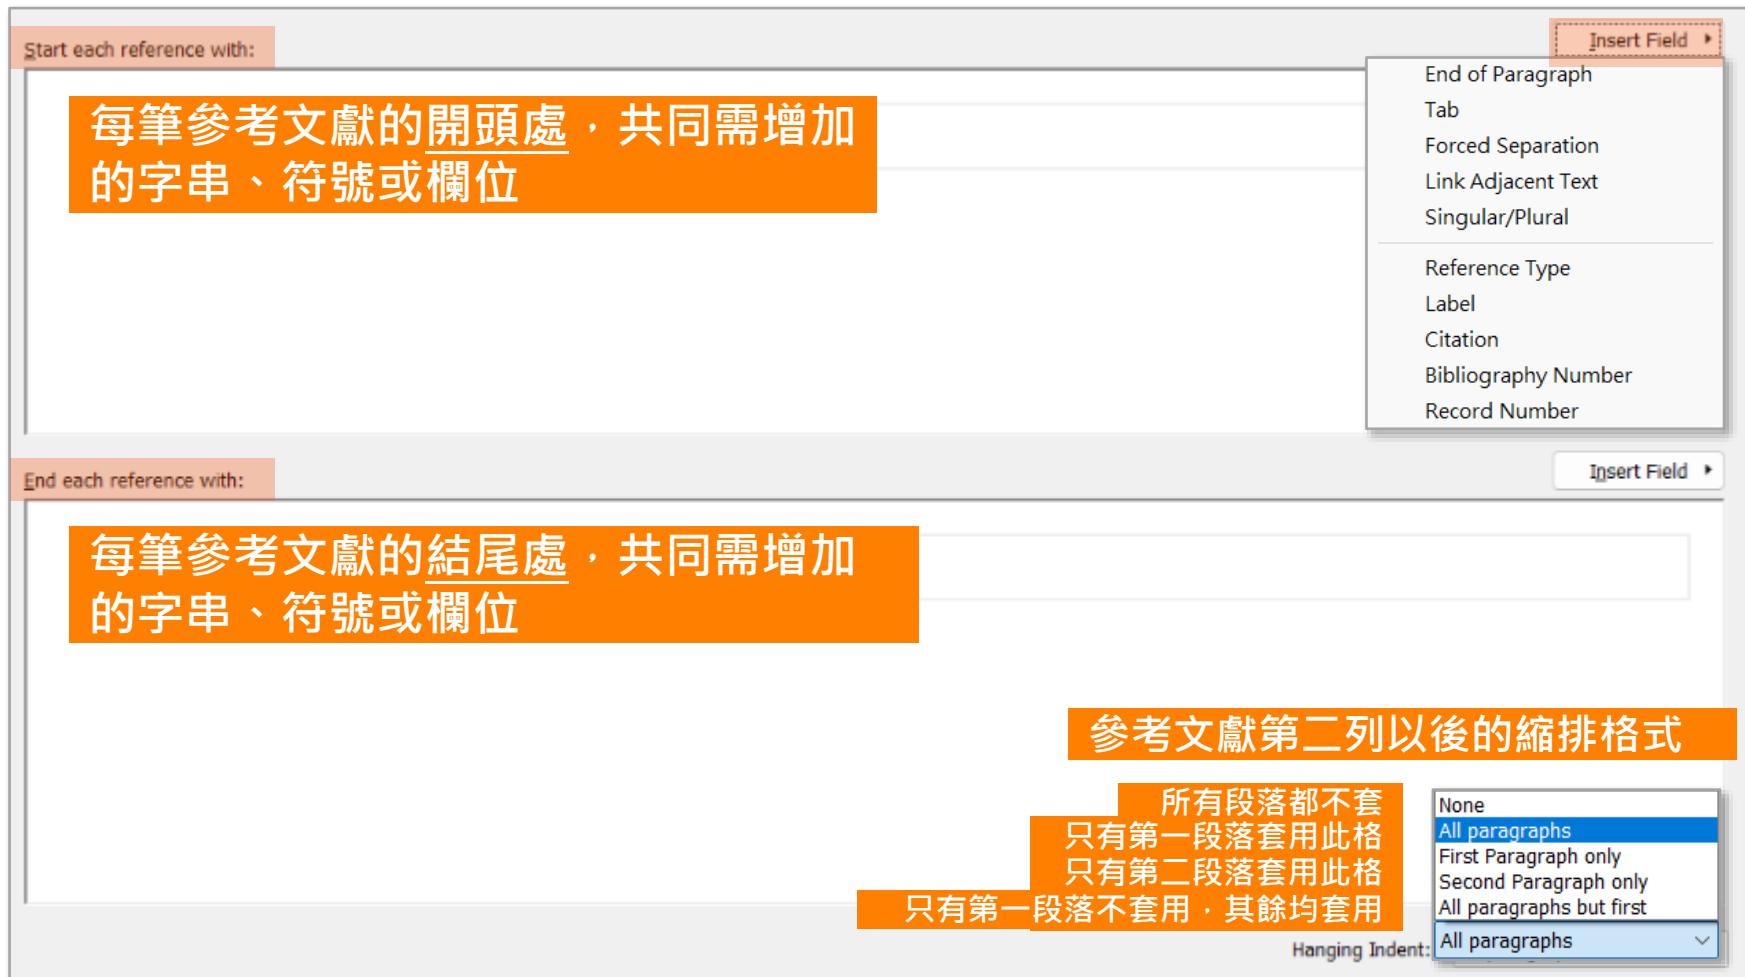 Start each reference with:
Insert Field
End of Paragraph
Tab
Forced Separation
Link Adjacent Text
Singular/Plural
Reference Type
Label
Citation
Bibliography Number
Record Number
每筆參考文獻的開頭處，共同需增加
的字串、符號或欄位
End each reference with:
Insert Field
每筆參考文獻的結尾處，共同需增加
的字串、符號或欄位
參考文獻第二列以後的縮排格式
所有段落都不套
只有第一段落套用此格
只有第二段落套用此格
只有第一段落不套用，其餘均套用
None
All paragraphs
First Paragraph only
Second Paragraph only
All paragraphs but first
Hanging Indent:
All paragraphs